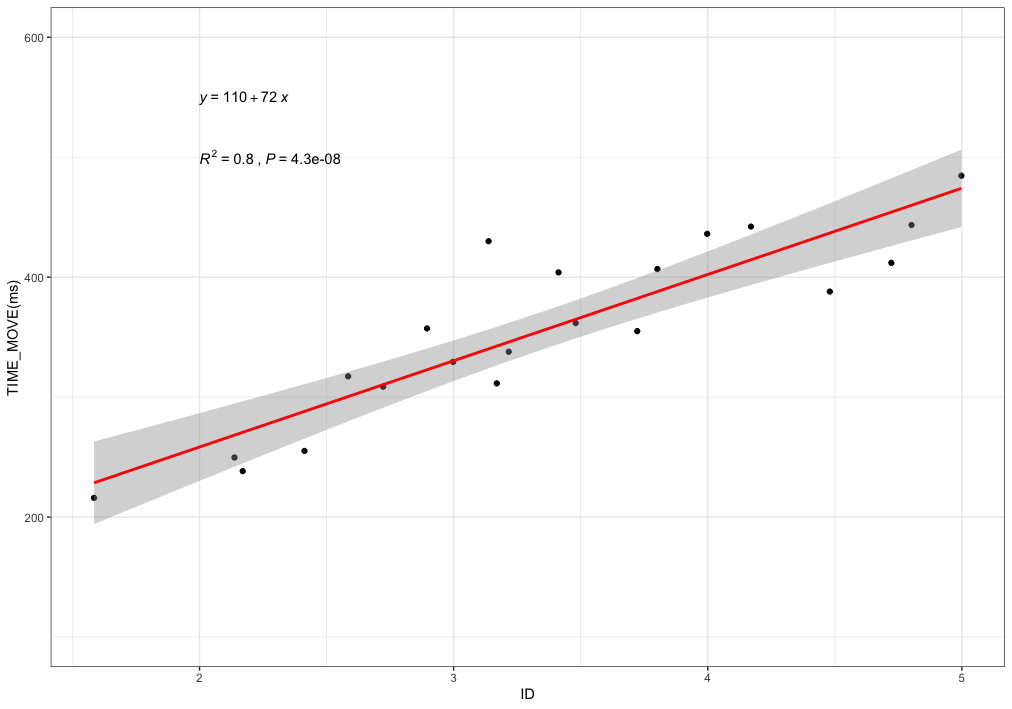 600
y = 110 + 72 x
R² = 0.8 , P = 4.3e-08
400
TIME_MOVE(ms)
200
2 3 4 5
ID